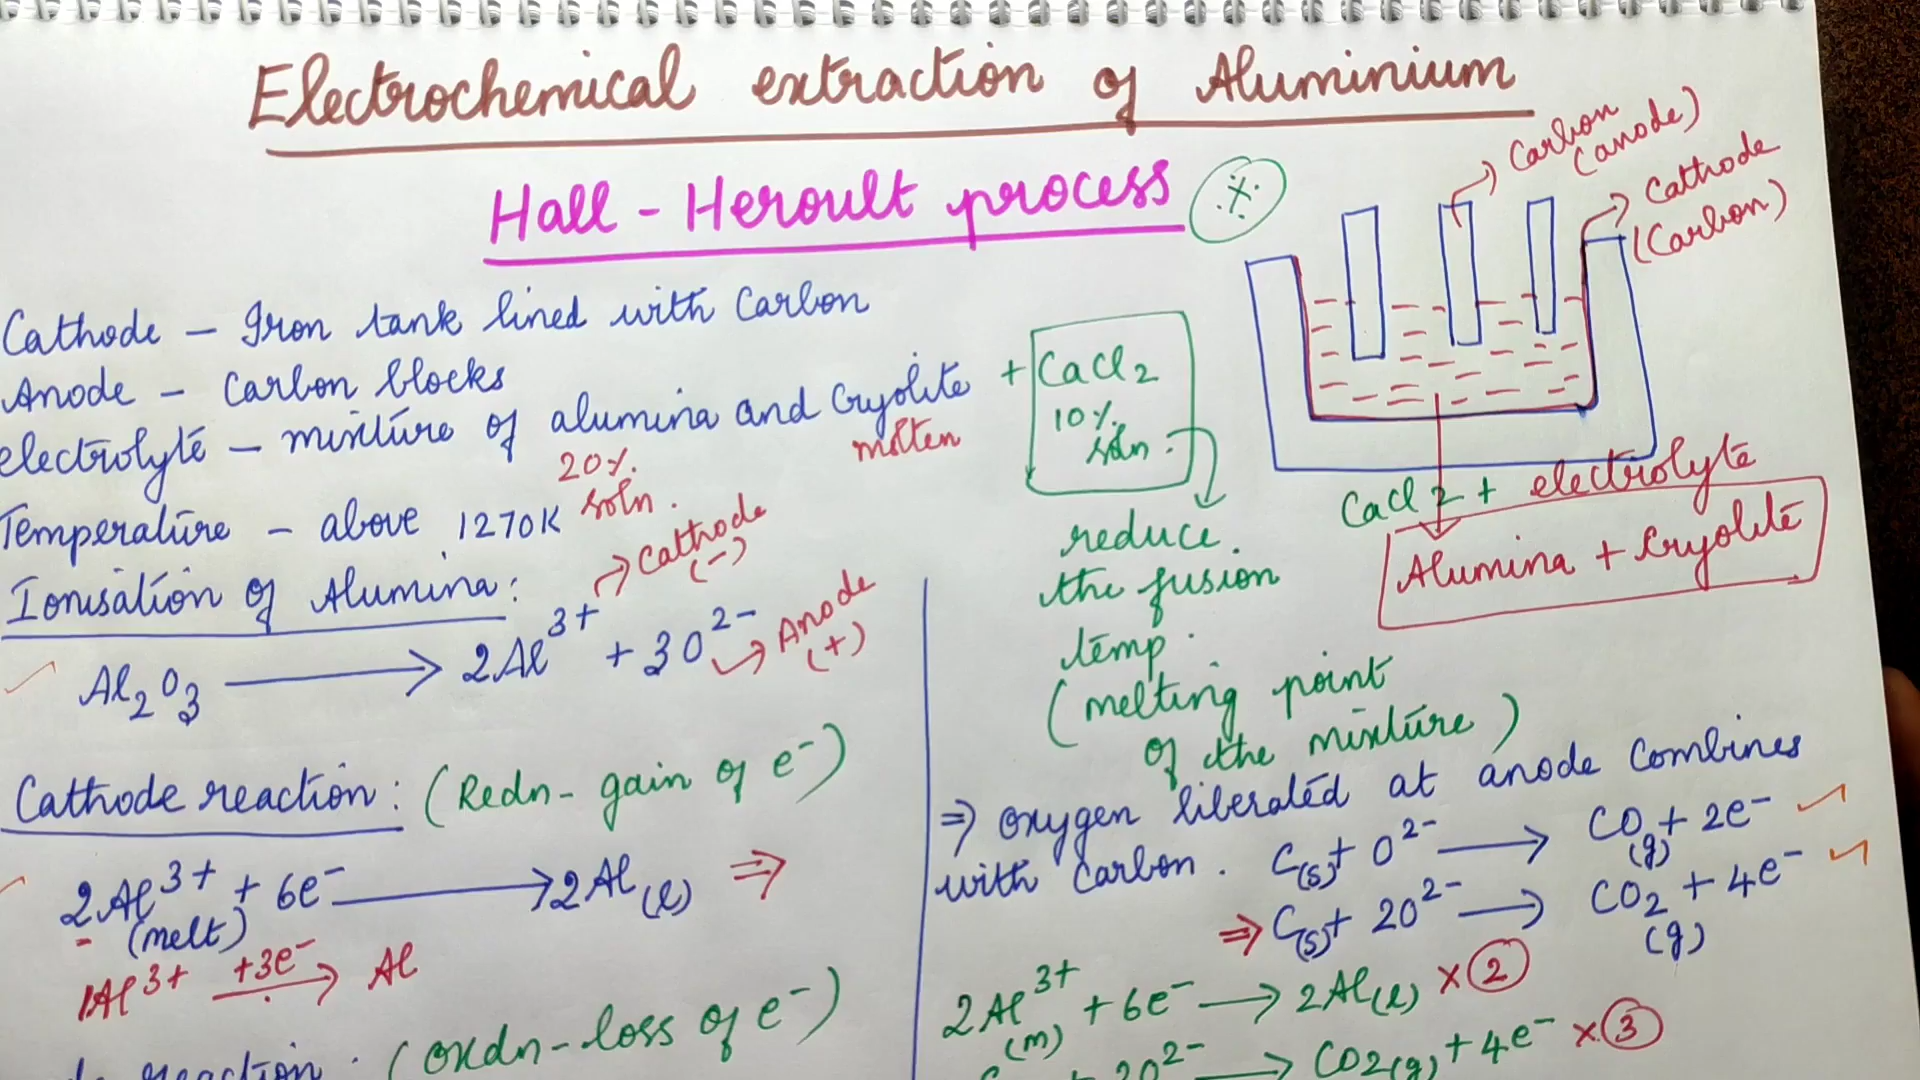 Electrochemical extraction of Aluminium
Hall - Heroult process
Carbon
(anode)
Cathode
(Carbon)
Cathode - Iron tank lined with Carbon
Anode - Carbon blocks
electrolyte - mixture of alumina and Cryolite + CaCl2
20% soln.
molten
10% soln.
Temperature - above 1270K
reduce the fusion temp.
(melting point of the mixture)
CaCl2 + electrolyte
Alumina + Cryolite
Ionisation of Alumina:
Cathode (-)
Al2O3 ⟶ 2Al3+ + 3O2-
Anode (+)
Cathode reaction: (Redn - gain of e-)
2Al3+ + 6e- ⟶ 2Al(l) ⇒
(melt)
1Al3+ +3e- ⟶ Al
reaction. (oxdn - loss of e-)
⇒ oxygen liberated at anode combines
with carbon. C(s) + O2- ⟶ CO(g) + 2e-
⇒ C(s) + 2O2- ⟶ CO2(g) + 4e-
2Al3+(m) + 6e- ⟶ 2Al(l) × 2
2O2- ⟶ CO2(g) + 4e- × 3